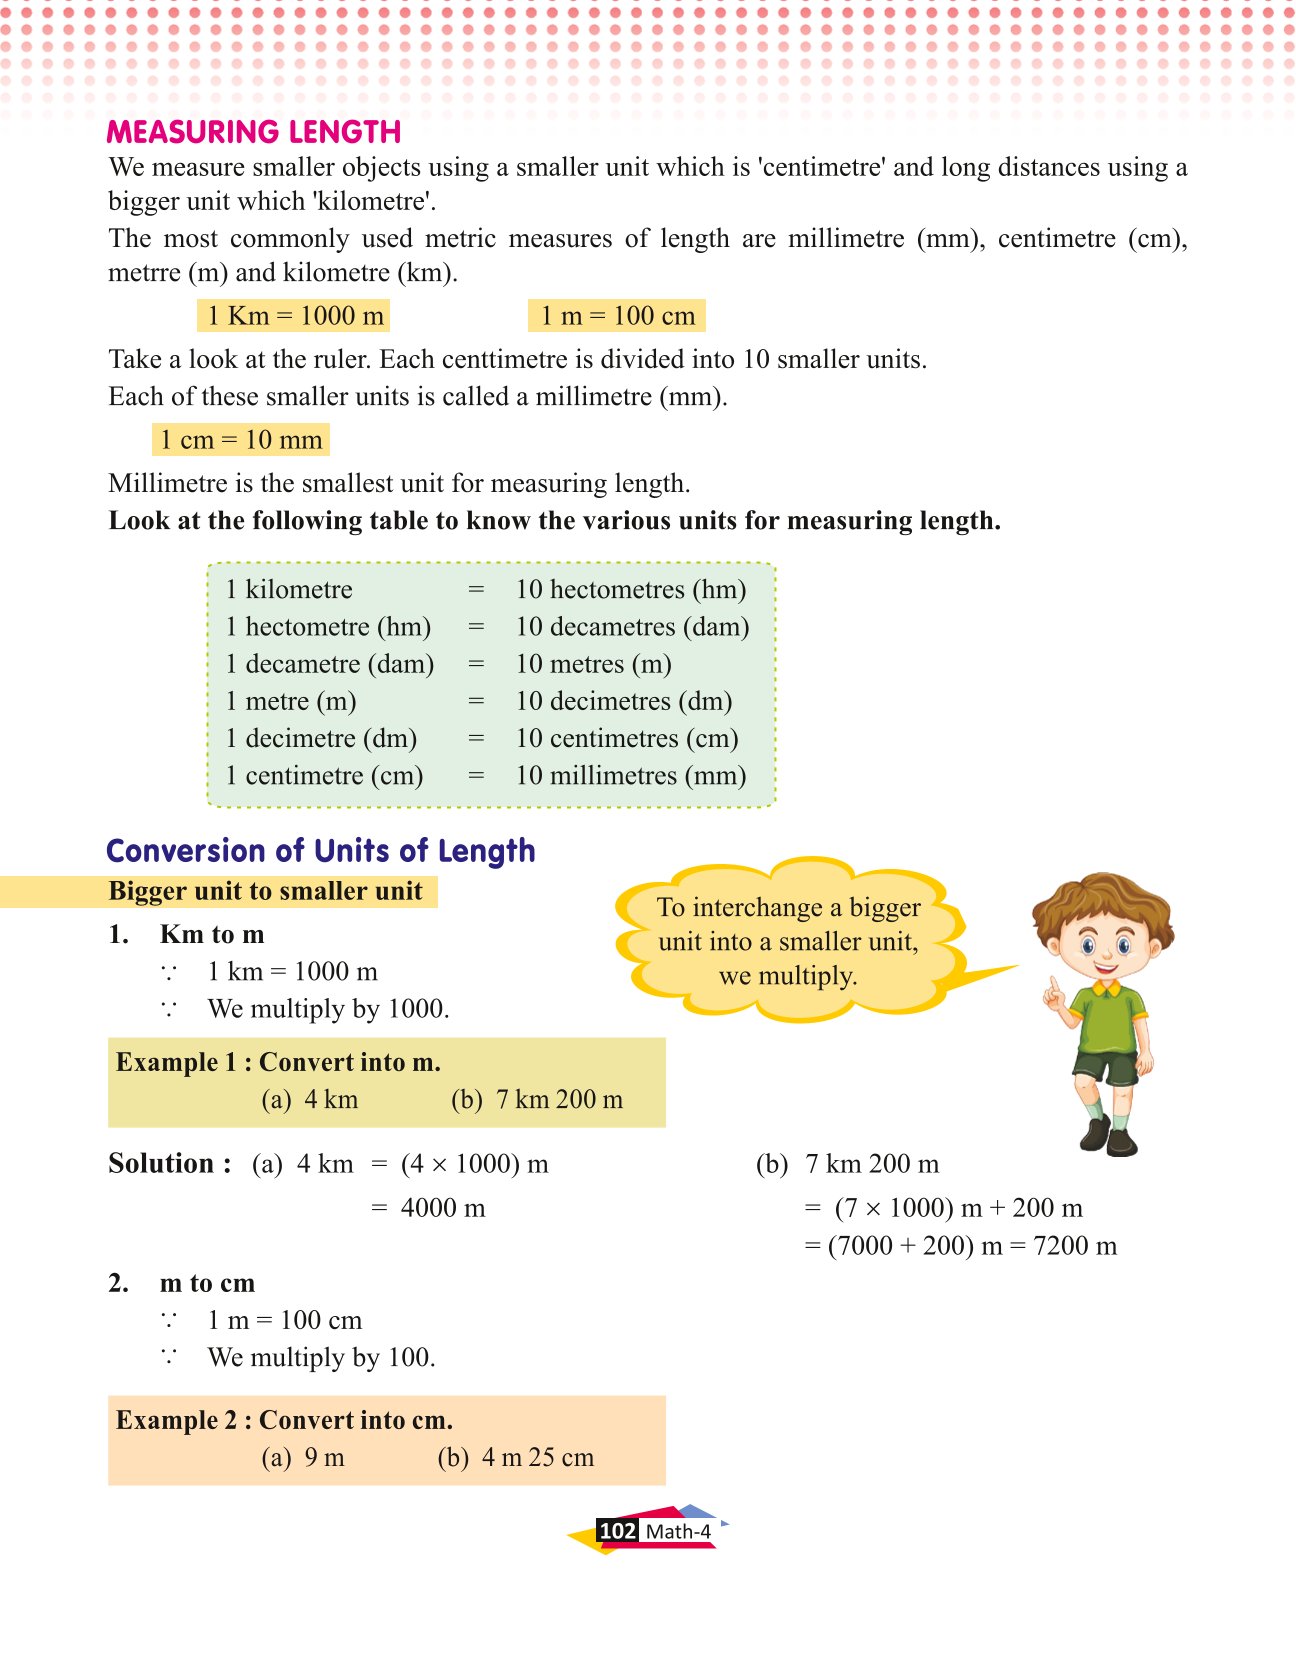 MEASURING LENGTH
We measure smaller objects using a smaller unit which is 'centimetre' and long distances using a
bigger unit which 'kilometre'.
The most commonly used metric measures of length are millimetre (mm), centimetre (cm),
metrre (m) and kilometre (km).
1 Km = 1000 m 1 m = 100 cm
Take a look at the ruler. Each centtimetre is divided into 10 smaller units.
Each of these smaller units is called a millimetre (mm).
1 cm = 10 mm
Millimetre is the smallest unit for measuring length.
Look at the following table to know the various units for measuring length.
1 kilometre = 10 hectometres (hm)
1 hectometre (hm) = 10 decametres (dam)
1 decametre (dam) = 10 metres (m)
1 metre (m) = 10 decimetres (dm)
1 decimetre (dm) = 10 centimetres (cm)
1 centimetre (cm) = 10 millimetres (mm)
Conversion of Units of Length
Bigger unit to smaller unit
1. Km to m
∵ 1 km = 1000 m
∵ We multiply by 1000.
To interchange a bigger
unit into a smaller unit,
we multiply.
Example 1 : Convert into m.
(a) 4 km (b) 7 km 200 m
Solution : (a) 4 km = (4 × 1000) m
= 4000 m
(b) 7 km 200 m
= (7 × 1000) m + 200 m
= (7000 + 200) m = 7200 m
2. m to cm
∵ 1 m = 100 cm
∵ We multiply by 100.
Example 2 : Convert into cm.
(a) 9 m (b) 4 m 25 cm
102 Math-4